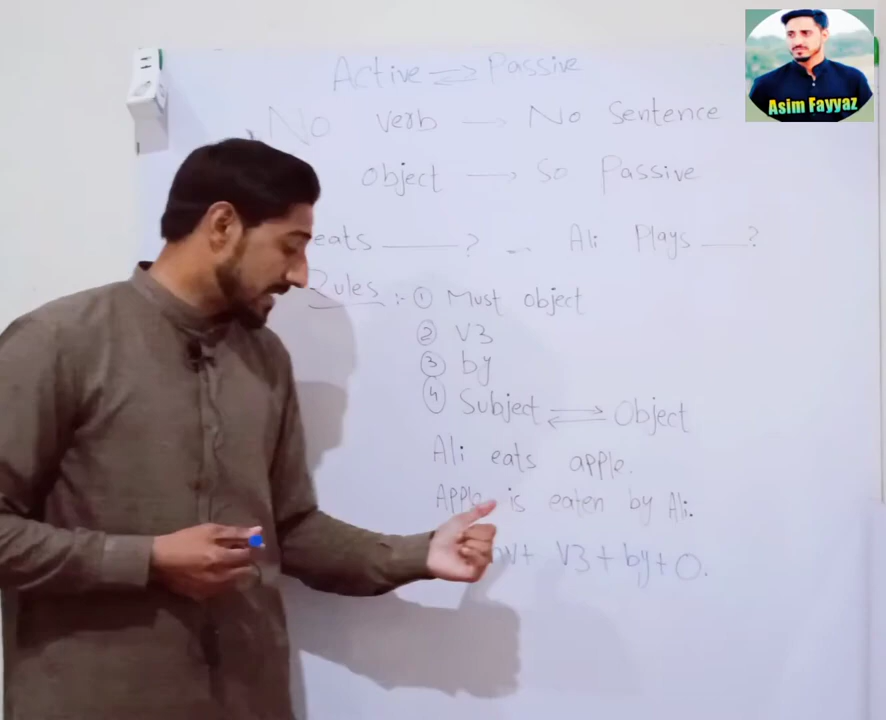 Active ⇌ Passive
No verb → No Sentence
object → So Passive
eats ______? Ali Plays ___?
Rules :- ① Must object
② V3
③ by
④ Subject ⇌ Object
Ali eats apple.
Apple is eaten by Ali.
V3 + by + O.
Asim Fayyaz